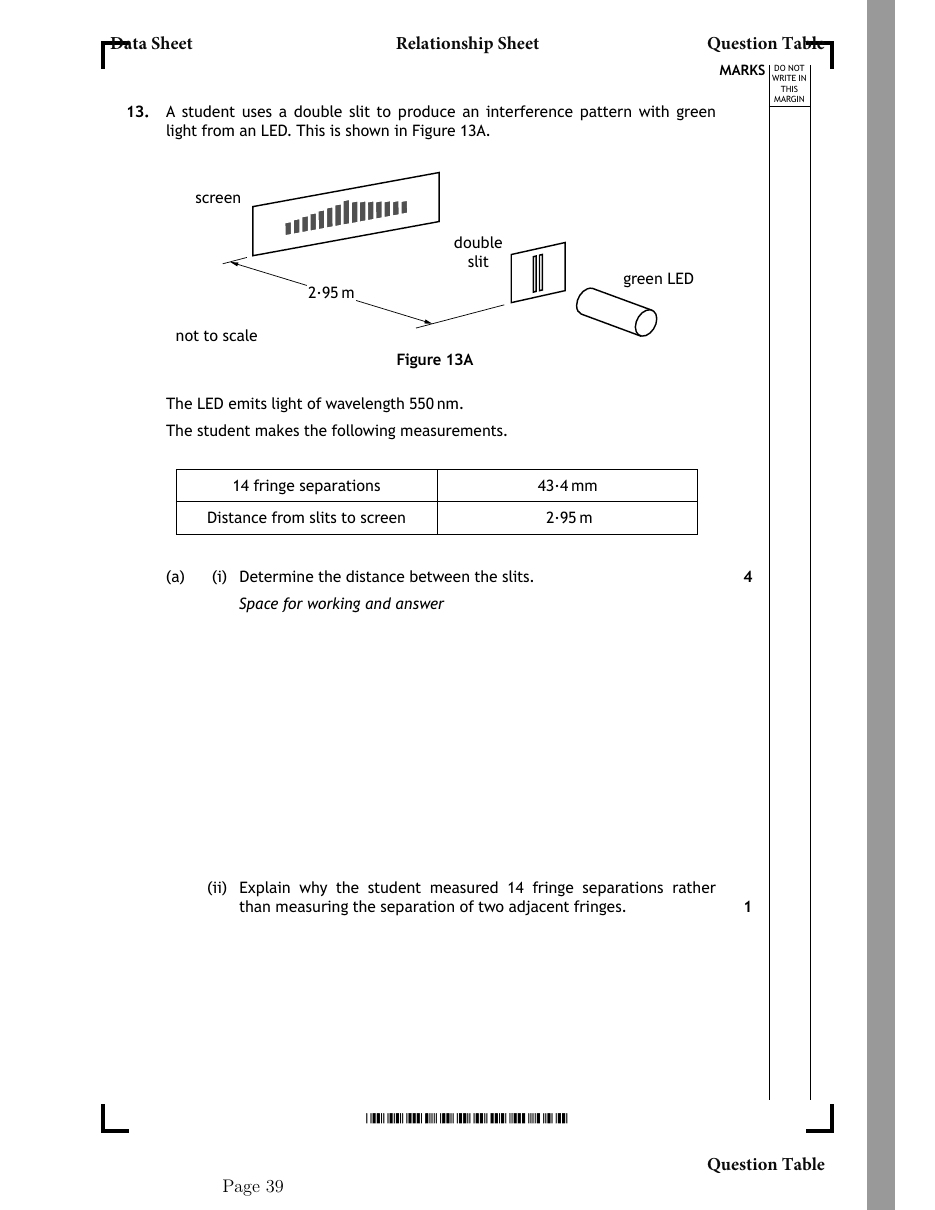 Data Sheet Relationship Sheet Question Table
MARKS
DO NOT
WRITE IN
THIS
MARGIN
13. A student uses a double slit to produce an interference pattern with green
light from an LED. This is shown in Figure 13A.
screen
double
slit
green LED
2·95 m
not to scale
Figure 13A
The LED emits light of wavelength 550 nm.
The student makes the following measurements.
14 fringe separations 43·4 mm
Distance from slits to screen 2·95 m
(a) (i) Determine the distance between the slits. 4
Space for working and answer
(ii) Explain why the student measured 14 fringe separations rather
than measuring the separation of two adjacent fringes. 1
Question Table
Page 39